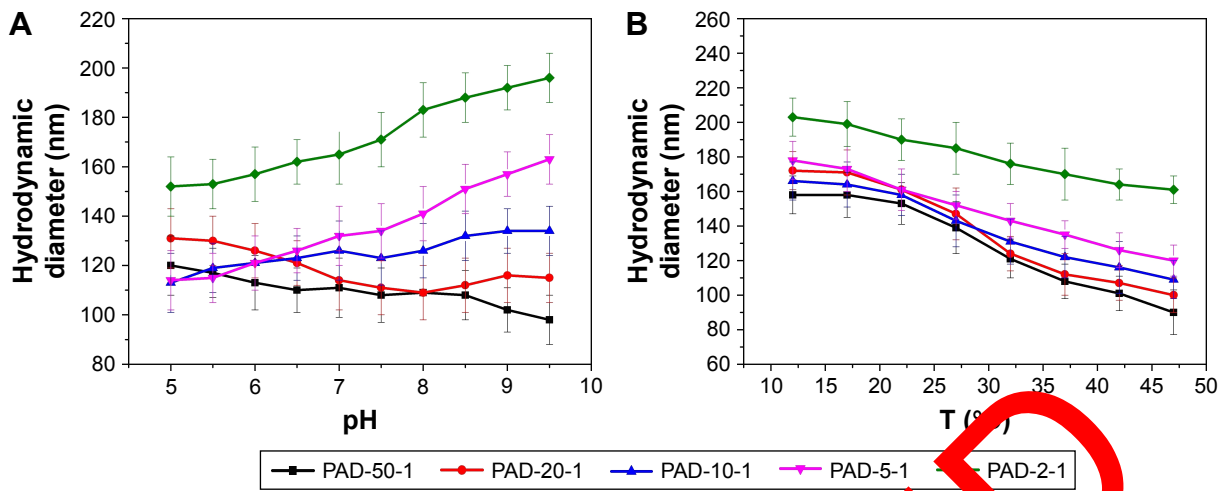 A
Hydrodynamic
diameter (nm)
220
200
180
160
140
120
100
80
5 6 7 8 9 10
pH
B
Hydrodynamic
diameter (nm)
260
240
220
200
180
160
140
120
100
80
60
10 15 20 25 30 35 40 45 50
T
PAD-50-1 PAD-20-1 PAD-10-1 PAD-5-1 PAD-2-1